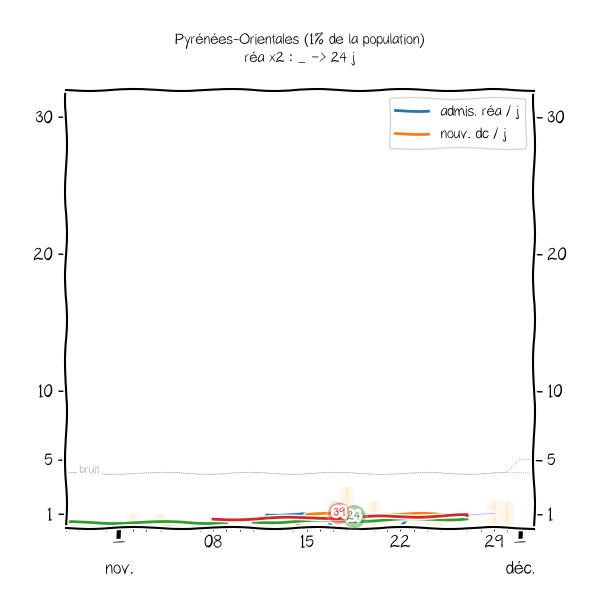 Pyrénées-Orientales (1% de la population)
réa x2 : _ -> 24 j
admis. réa / j
nouv. dc / j
30 30
20 20
10 10
5 5
bruit
1 1
39 24
08 15 22 29
nov. déc.